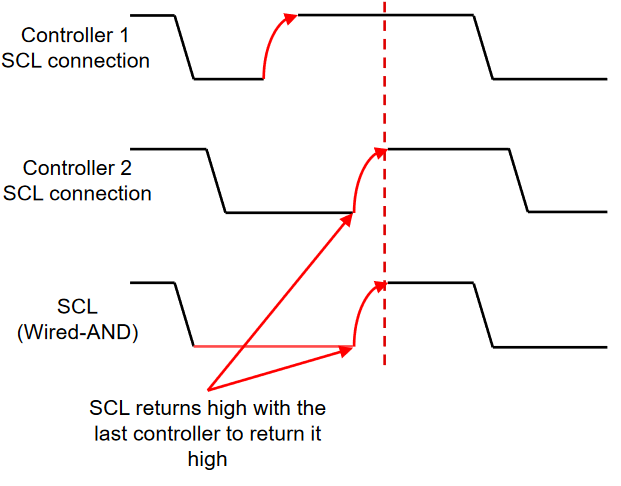 Controller 1
SCL connection
Controller 2
SCL connection
SCL
(Wired-AND)
SCL returns high with the
last controller to return it
high